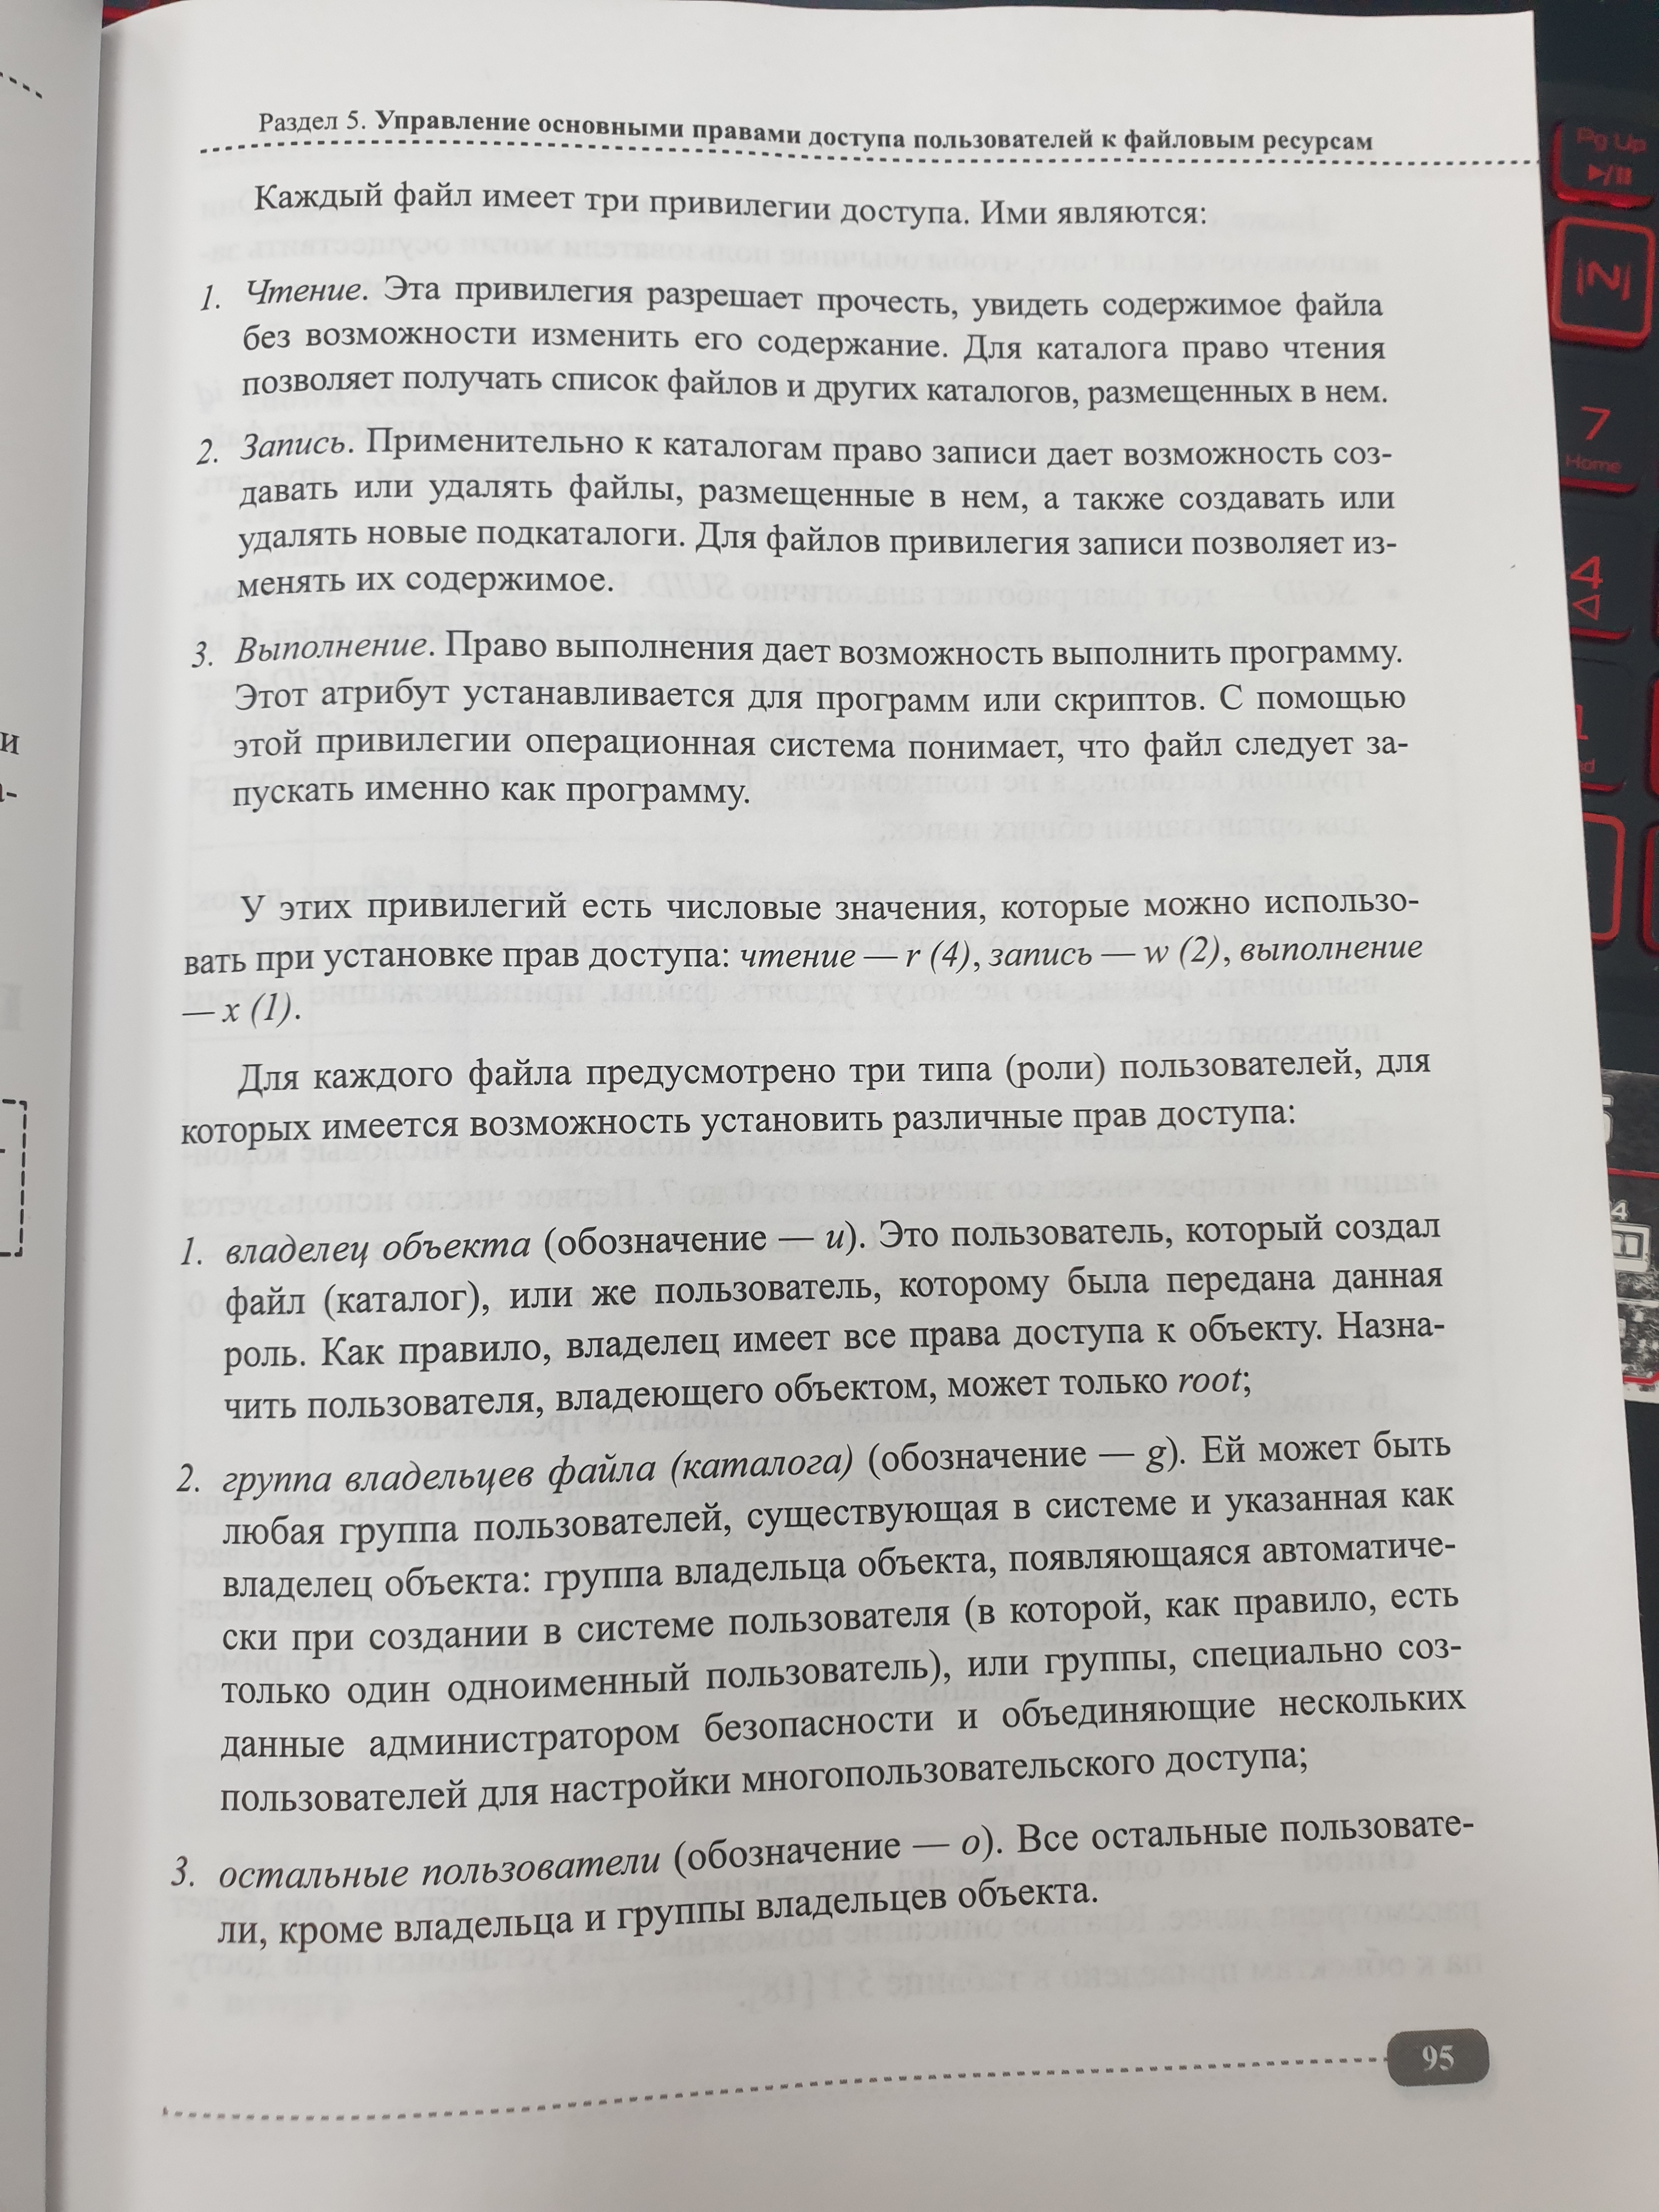 Раздел 5. Управление основными правами доступа пользователей к файловым ресурсам
Каждый файл имеет три привилегии доступа. Ими являются:
1. Чтение. Эта привилегия разрешает прочесть, увидеть содержимое файла
без возможности изменить его содержание. Для каталога право чтения
позволяет получать список файлов и других каталогов, размещенных в нем.
2. Запись. Применительно к каталогам право записи дает возможность соз-
давать или удалять файлы, размещенные в нем, а также создавать или
удалять новые подкаталоги. Для файлов привилегия записи позволяет из-
менять их содержимое.
3. Выполнение. Право выполнения дает возможность выполнить программу.
Этот атрибут устанавливается для программ или скриптов. С помощью
этой привилегии операционная система понимает, что файл следует за-
пускать именно как программу.
У этих привилегий есть числовые значения, которые можно использо-
вать при установке прав доступа: чтение — r (4), запись — w (2), выполнение
— x (1).
Для каждого файла предусмотрено три типа (роли) пользователей, для
которых имеется возможность установить различные прав доступа:
1. владелец объекта (обозначение — u). Это пользователь, который создал
файл (каталог), или же пользователь, которому была передана данная
роль. Как правило, владелец имеет все права доступа к объекту. Назна-
чить пользователя, владеющего объектом, может только root;
2. группа владельцев файла (каталога) (обозначение — g). Ей может быть
любая группа пользователей, существующая в системе и указанная как
владелец объекта: группа владельца объекта, появляющаяся автоматиче-
ски при создании в системе пользователя (в которой, как правило, есть
только один одноименный пользователь), или группы, специально соз-
данные администратором безопасности и объединяющие нескольких
пользователей для настройки многопользовательского доступа;
3. остальные пользователи (обозначение — o). Все остальные пользовате-
ли, кроме владельца и группы владельцев объекта.
95
Pg Up
7
Home
4